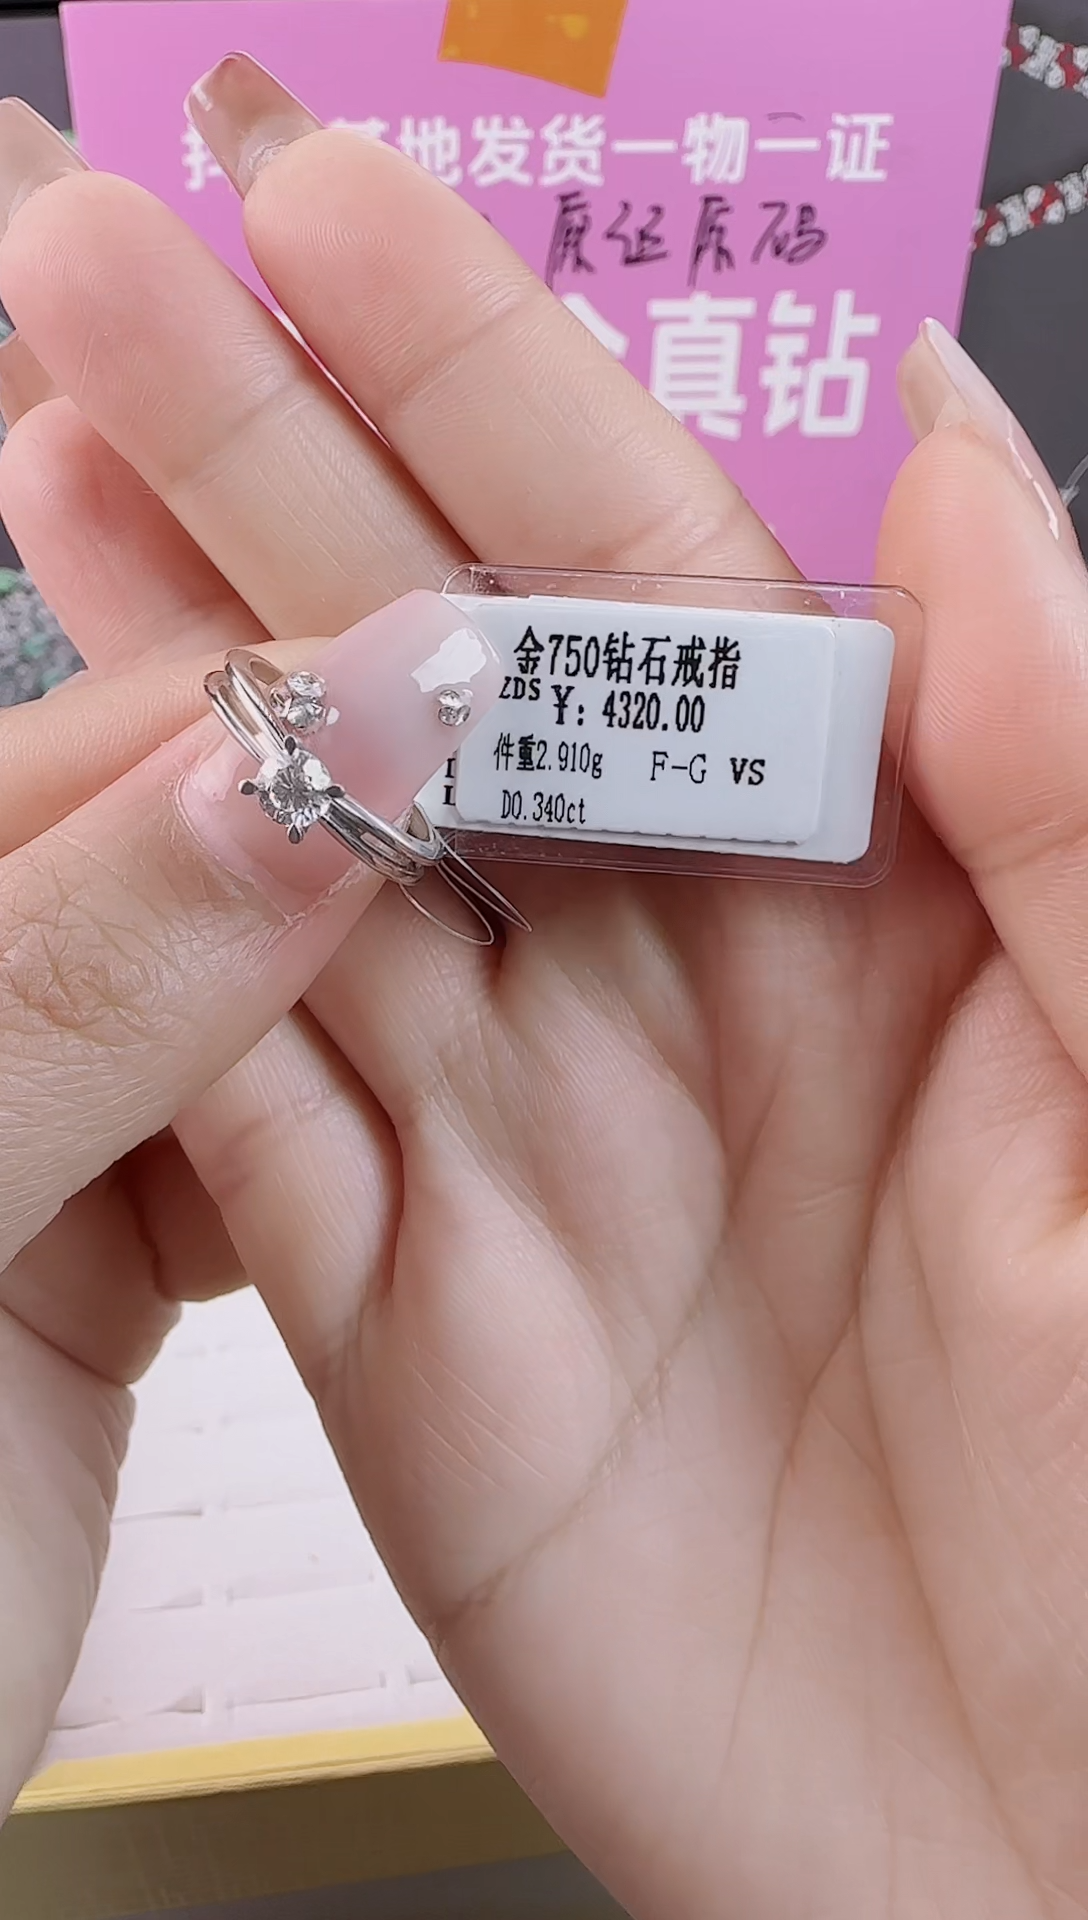 基地发货一物一证
原证原码
真钻
金750钻石戒指
ZDS ¥: 4320.00
件重2.910g F-G VS
D0.340ct